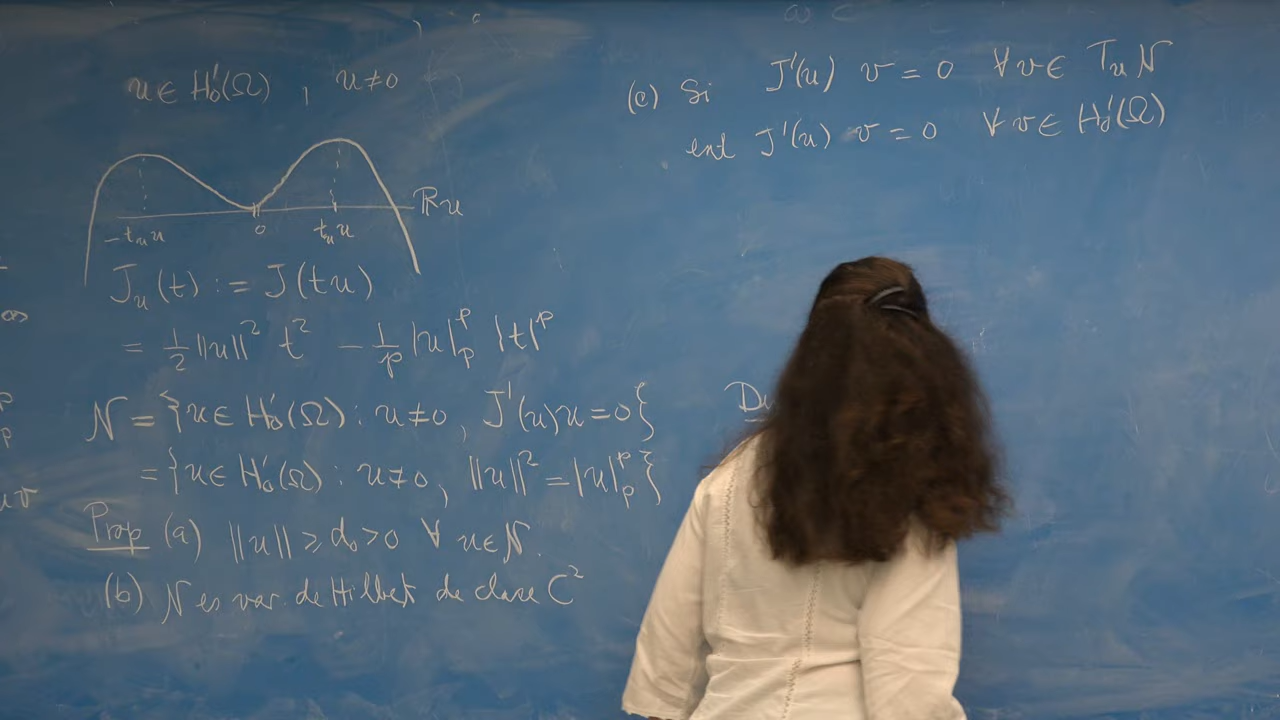 u ∈ H¹₀(Ω) , u ≠ 0
ℝu
-tᵤu 0 tᵤu
Jᵤ(t) := J(tu)
= 1/2 ||u||² t² - 1/p |u|ₚᵖ |t|ᵖ
N = {u ∈ H¹₀(Ω) : u ≠ 0 , J'(u)u = 0}
= {u ∈ H¹₀(Ω) : u ≠ 0 , ||u||² = |u|ₚᵖ}
Prop (a) ||u|| ≥ d₀ > 0 ∀ u ∈ N.
(b) N es var. de Hilbert de clase C²
(c) Si J'(u) v = 0 ∀ v ∈ Tᵤ N
ent J'(u) v = 0 ∀ v ∈ H¹₀(Ω)